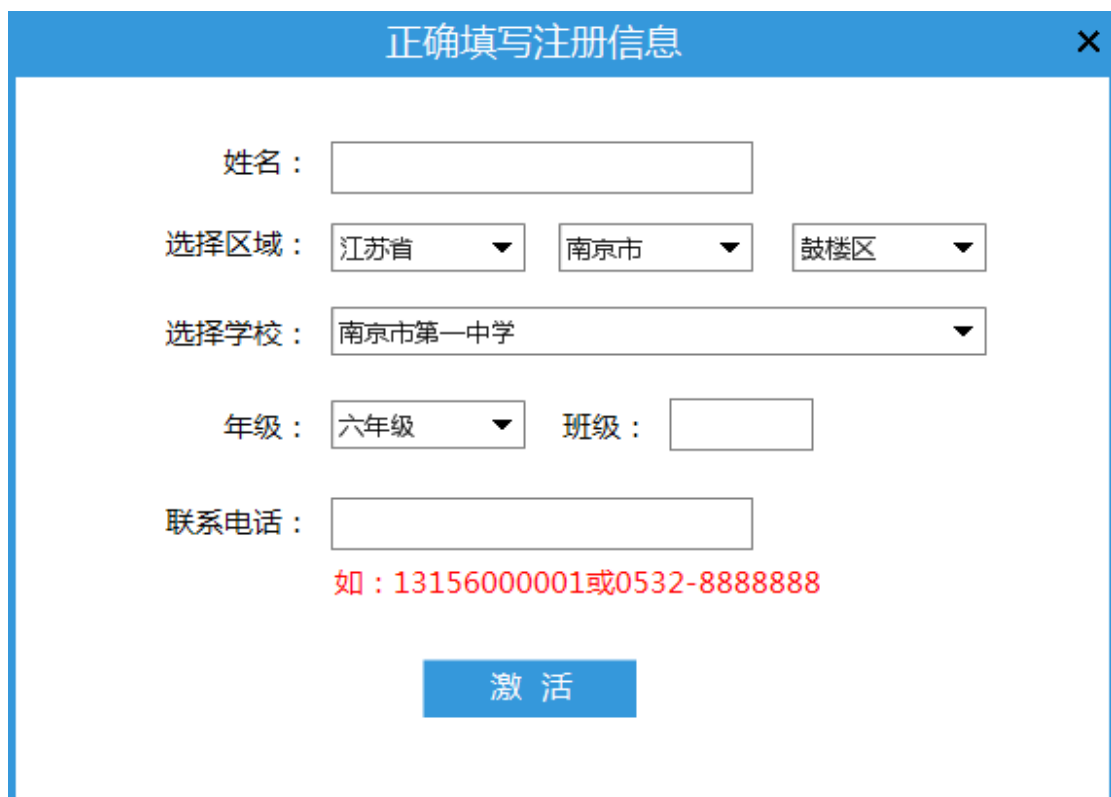 正确填写注册信息
姓名：
选择区域： 江苏省 南京市 鼓楼区
选择学校： 南京市第一中学
年级： 六年级 班级：
联系电话：
如：13156000001或0532-8888888
激 活